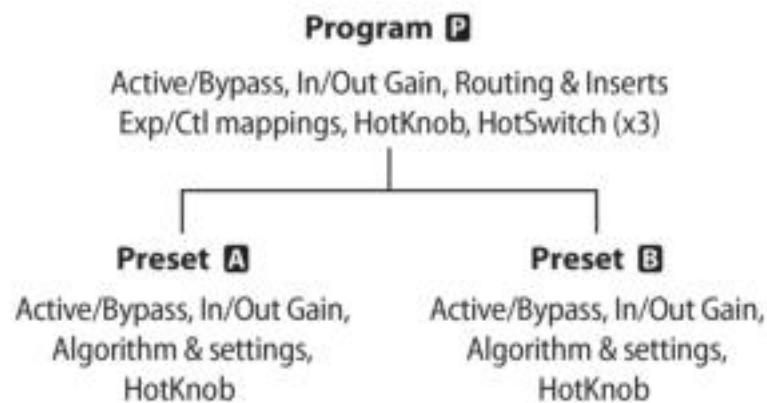 Program P
Active/Bypass, In/Out Gain, Routing & Inserts
Exp/Ctl mappings, HotKnob, HotSwitch (x3)
Preset A
Active/Bypass, In/Out Gain,
Algorithm & settings,
HotKnob
Preset B
Active/Bypass, In/Out Gain,
Algorithm & settings,
HotKnob